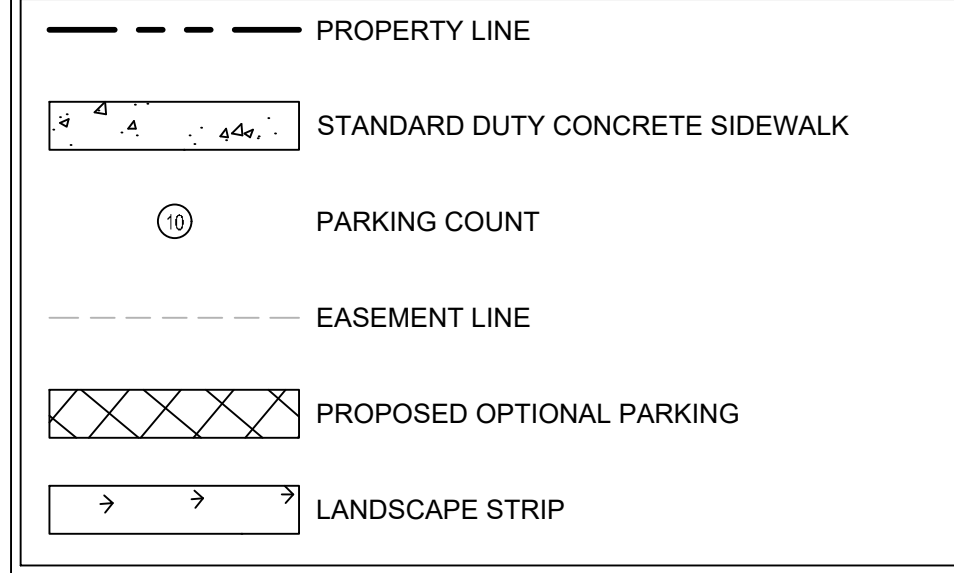 PROPERTY LINE
STANDARD DUTY CONCRETE SIDEWALK
10 PARKING COUNT
EASEMENT LINE
PROPOSED OPTIONAL PARKING
LANDSCAPE STRIP